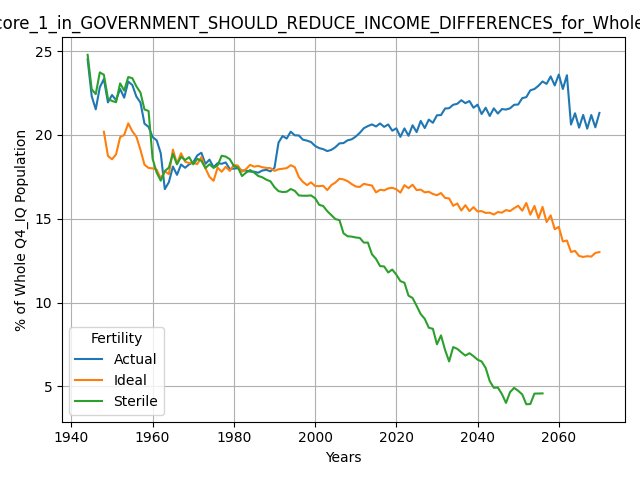 core_1_in_GOVERNMENT_SHOULD_REDUCE_INCOME_DIFFERENCES_for_Whole
25
20
15
10
5
% of Whole Q4_IQ Population
Fertility
Actual
Ideal
Sterile
1940 1960 1980 2000 2020 2040 2060
Years